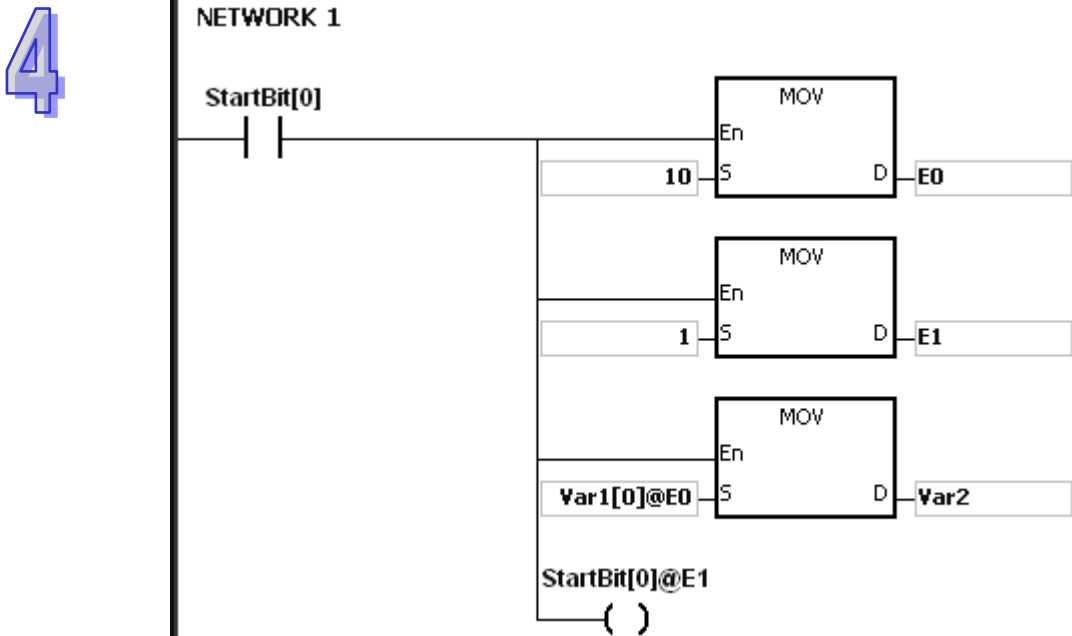 4
NETWORK 1
StartBit[0]
MOV
En
10 S D E0
MOV
En
1 S D E1
MOV
En
Var1[0]@E0 S D Var2
StartBit[0]@E1